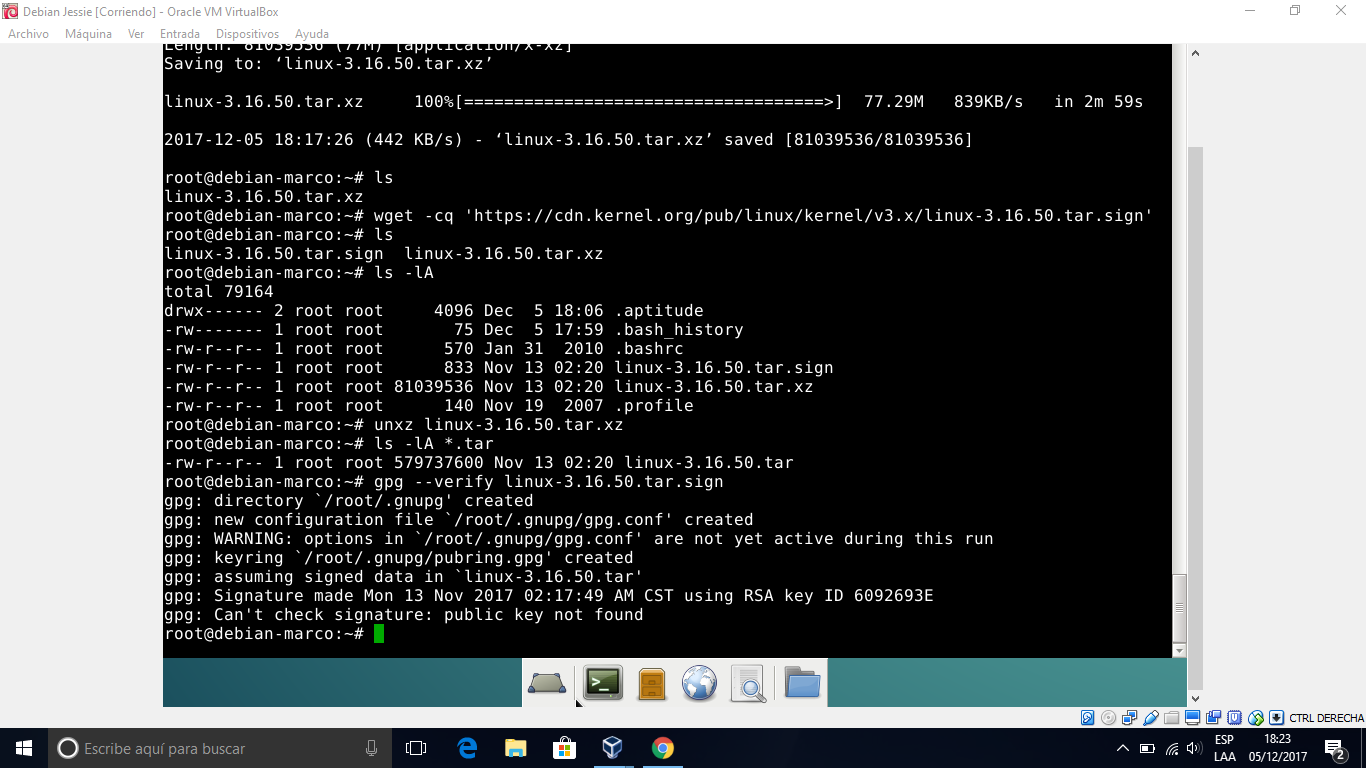 Debian Jessie [Corriendo] - Oracle VM VirtualBox
Archivo Máquina Ver Entrada Dispositivos Ayuda
Length: 81039536 (77M) [application/x-xz]
Saving to: ‘linux-3.16.50.tar.xz’
linux-3.16.50.tar.xz 100%[====================================>] 77.29M 839KB/s in 2m 59s
2017-12-05 18:17:26 (442 KB/s) - ‘linux-3.16.50.tar.xz’ saved [81039536/81039536]
root@debian-marco:~# ls
linux-3.16.50.tar.xz
root@debian-marco:~# wget -cq 'https://cdn.kernel.org/pub/linux/kernel/v3.x/linux-3.16.50.tar.sign'
root@debian-marco:~# ls
linux-3.16.50.tar.sign linux-3.16.50.tar.xz
root@debian-marco:~# ls -lA
total 79164
drwx------ 2 root root 4096 Dec 5 18:06 .aptitude
-rw------- 1 root root 75 Dec 5 17:59 .bash_history
-rw-r--r-- 1 root root 570 Jan 31 2010 .bashrc
-rw-r--r-- 1 root root 833 Nov 13 02:20 linux-3.16.50.tar.sign
-rw-r--r-- 1 root root 81039536 Nov 13 02:20 linux-3.16.50.tar.xz
-rw-r--r-- 1 root root 140 Nov 19 2007 .profile
root@debian-marco:~# unxz linux-3.16.50.tar.xz
root@debian-marco:~# ls -lA *.tar
-rw-r--r-- 1 root root 579737600 Nov 13 02:20 linux-3.16.50.tar
root@debian-marco:~# gpg --verify linux-3.16.50.tar.sign
gpg: directory `/root/.gnupg' created
gpg: new configuration file `/root/.gnupg/gpg.conf' created
gpg: WARNING: options in `/root/.gnupg/gpg.conf' are not yet active during this run
gpg: keyring `/root/.gnupg/pubring.gpg' created
gpg: assuming signed data in `linux-3.16.50.tar'
gpg: Signature made Mon 13 Nov 2017 02:17:49 AM CST using RSA key ID 6092693E
gpg: Can't check signature: public key not found
root@debian-marco:~#
CTRL DERECHA
Escribe aquí para buscar
ESP 18:23
LAA 05/12/2017
2